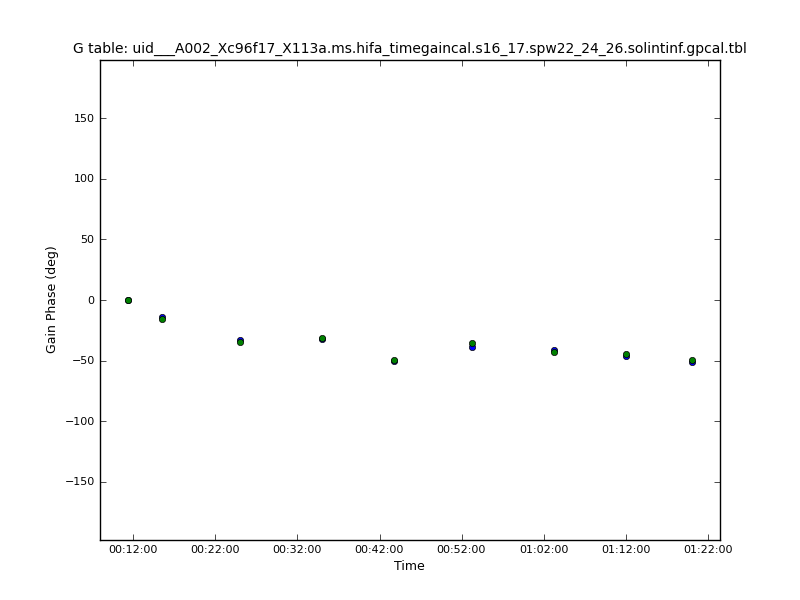 G table: uid___A002_Xc96f17_X113a.ms.hifa_timegaincal.s16_17.spw22_24_26.solintinf.gpcal.tbl
150
100
50
0
−50
−100
−150
Gain Phase (deg)
00:12:00 00:22:00 00:32:00 00:42:00 00:52:00 01:02:00 01:12:00 01:22:00
Time